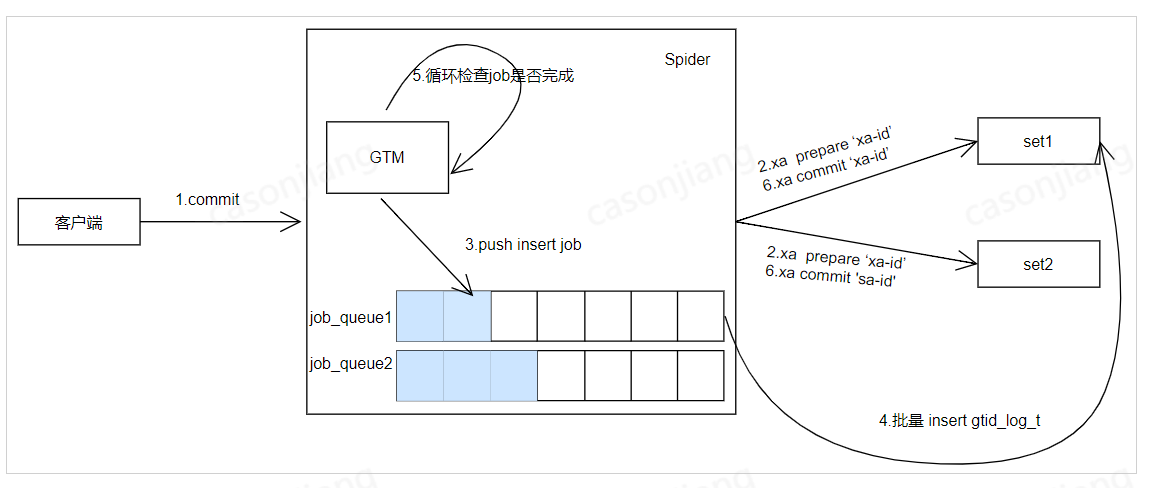 Spider
5.循环检查job是否完成
GTM
客户端
1.commit
3.push insert job
job_queue1
job_queue2
2.xa prepare ‘xa-id’
6.xa commit ‘xa-id’
set1
2.xa prepare ‘xa-id’
6.xa commit 'sa-id'
set2
4.批量 insert gtid_log_t
casonjiang
casonjiang
casonjiang